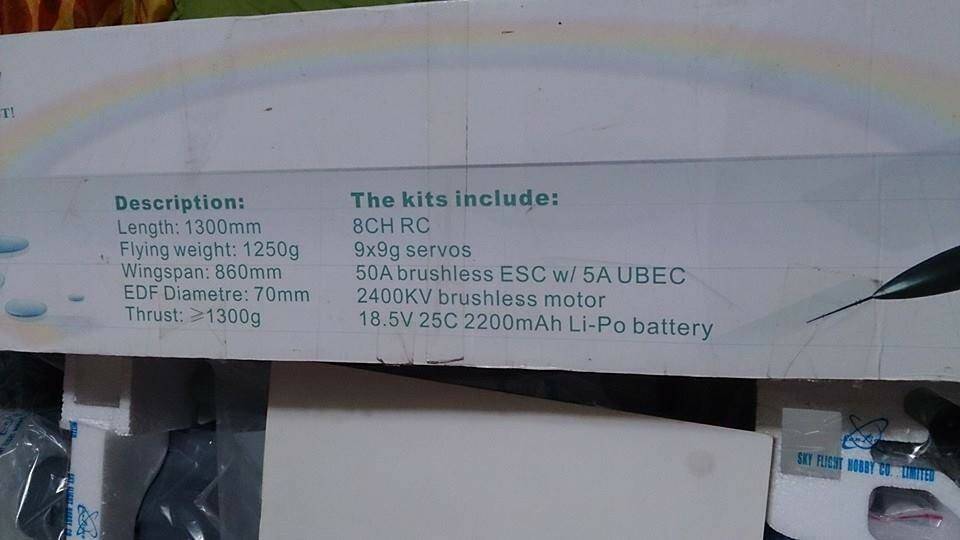 T!
Description:
Length: 1300mm
Flying weight: 1250g
Wingspan: 860mm
EDF Diametre: 70mm
Thrust: ≥1300g
The kits include:
8CH RC
9x9g servos
50A brushless ESC w/ 5A UBEC
2400KV brushless motor
18.5V 25C 2200mAh Li-Po battery
SKY FLIGHT HOBBY CO. LIMITED